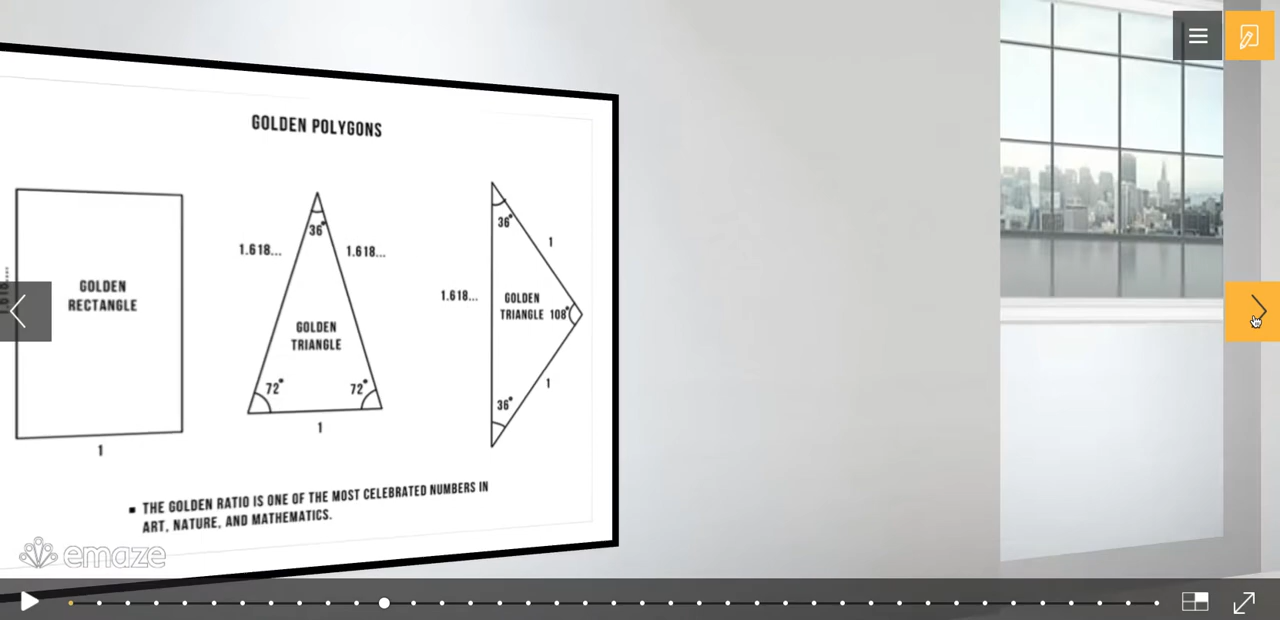 GOLDEN POLYGONS
1.618...
GOLDEN
RECTANGLE
1
36°
1.618...
1.618...
GOLDEN
TRIANGLE
72°
72°
1
36°
1
1.618...
GOLDEN
TRIANGLE 108°
36°
1
▪ THE GOLDEN RATIO IS ONE OF THE MOST CELEBRATED NUMBERS IN
ART, NATURE, AND MATHEMATICS.
emaze